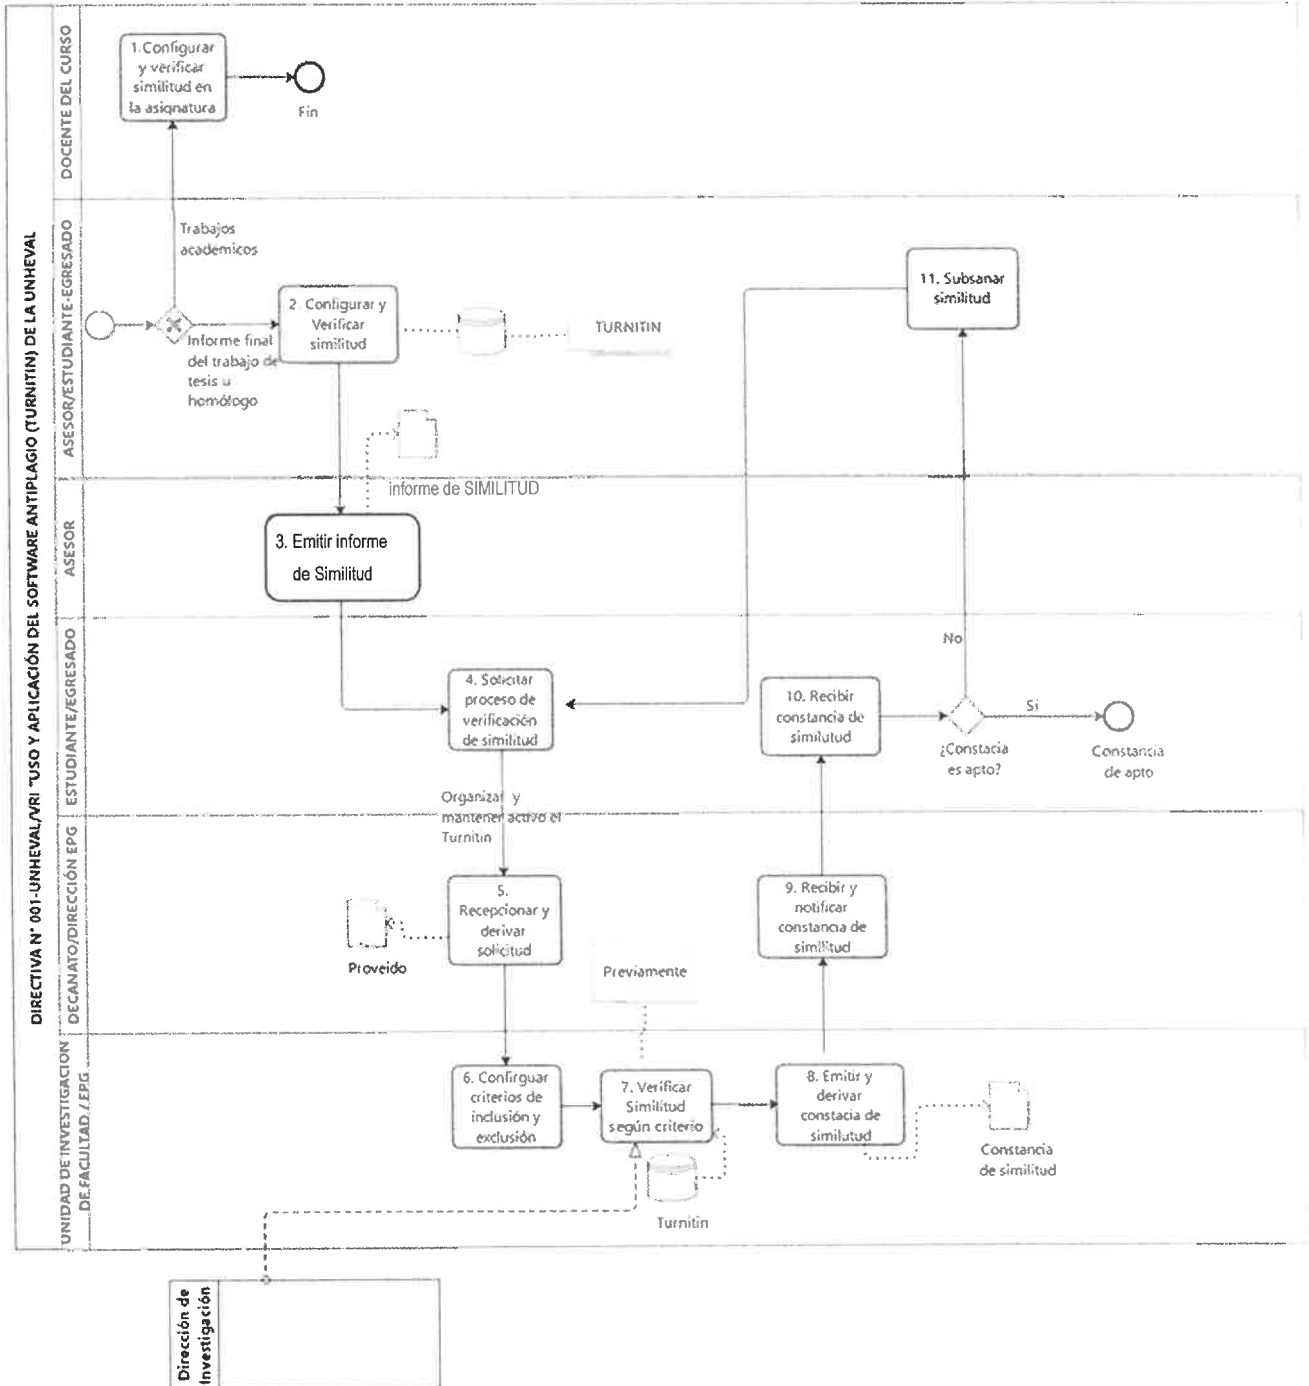 DIRECTIVA N° 001-UNHEVAL/VRI "USO Y APLICACIÓN DEL SOFTWARE ANTIPLAGIO (TURNITIN) DE LA UNHEVAL
DOCENTE DEL CURSO
1.Configurar
y verificar
similitud en
la asignatura
Fin
ASESOR/ESTUDIANTE-EGRESADO
Trabajos
académicos
Informe final
del trabajo de
tesis u
homólogo
2 Configurar y
Verificar
similitud
TURNITIN
11. Subsanar
similitud
informe de SIMILITUD
ASESOR
3. Emitir informe
de Similitud
ESTUDIANTE/EGRESADO
4. Solicitar
proceso de
verificación
de similitud
10. Recibir
constancia de
similutud
No
Si
¿Constacia
es apto?
Constancia
de apto
Organizar y
mantener activo el
Turnitin
DECANATO/DIRECCIÓN EPG
5.
Recepcionar y
derivar
solicitud
Proveido
9. Recibir y
notificar
constancia de
similitud
Previamente
UNIDAD DE INVESTIGACION
DE FACULTAD / EPG
6. Confirguar
criterios de
inclusión y
exclusión
7. Verificar
Similitud
según criterio
Turnitin
8. Emitir y
derivar
constacia de
similutud
Constancia
de similitud
Dirección de
Investigación